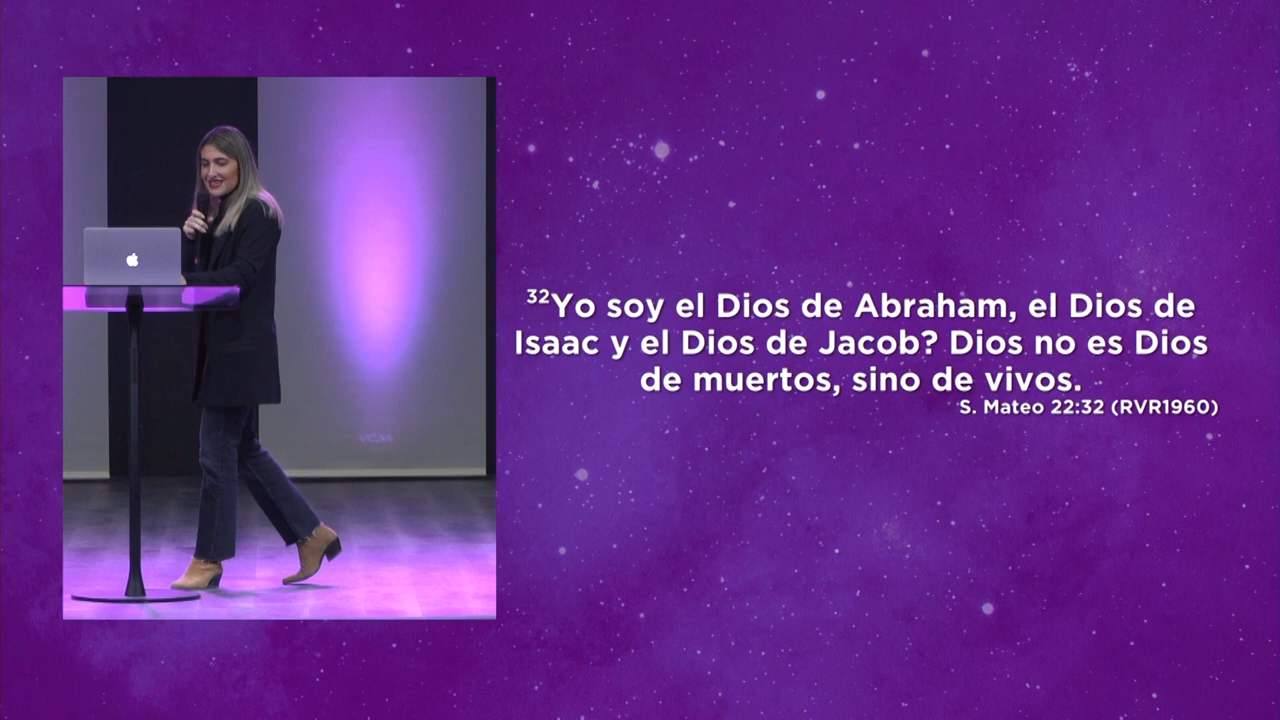 ³²Yo soy el Dios de Abraham, el Dios de
Isaac y el Dios de Jacob? Dios no es Dios
de muertos, sino de vivos.
S. Mateo 22:32 (RVR1960)